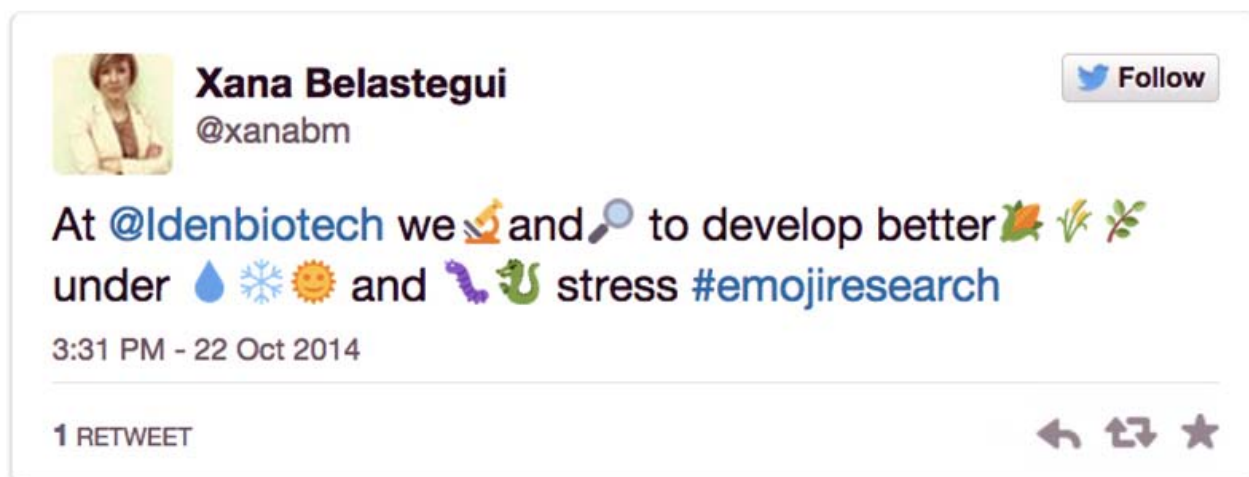 Xana Belastegui
Follow
@xanabm
At @Idenbiotech we🔬and🔎 to develop better🌽🌾🌿
under 💧❄️🌞 and 🐛🐉 stress #emojiresearch
3:31 PM - 22 Oct 2014
1 RETWEET